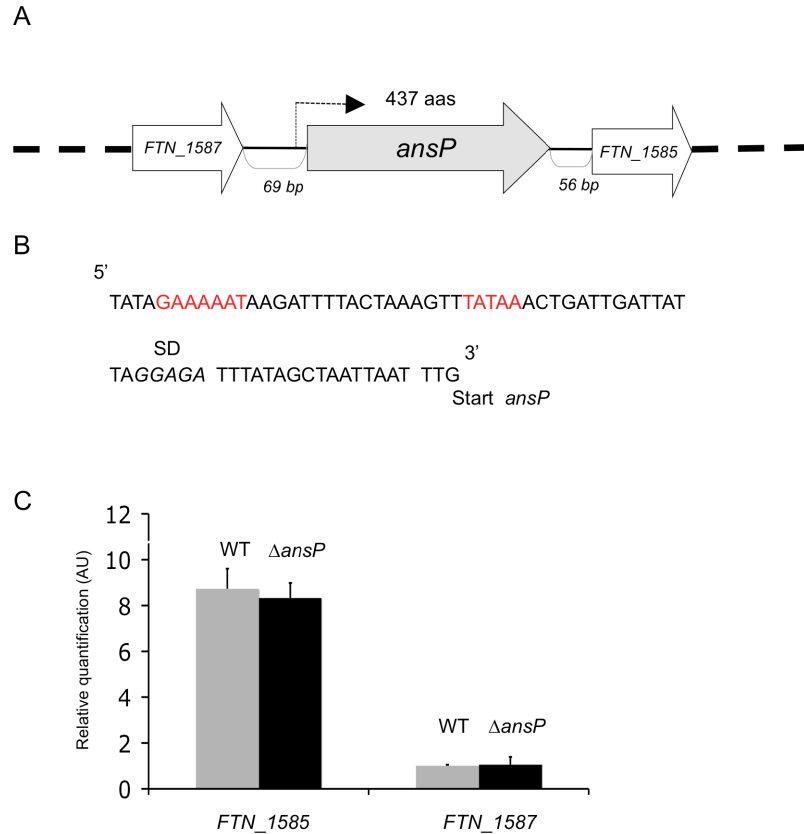 A
437 aas
FTN_1587
ansP
FTN_1585
69 bp
56 bp
B
5’
TATAGAAAAATAAGATTTTACTAAAGTTTATAAACTGATTGATTAT
SD
3’
TAGGAGA TTTATAGCTAATTAAT TTG
Start ansP
C
Relative quantification (AU)
12
10
8
6
4
2
0
WT ΔansP
WT ΔansP
FTN_1585
FTN_1587